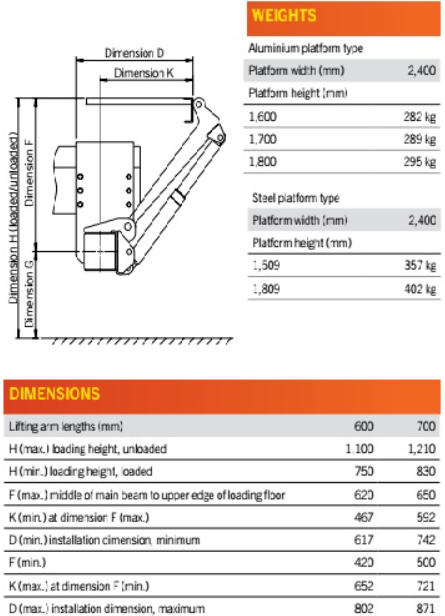 WEIGHTS
Aluminium platform type
Platform width (mm) 2,400
Platform height (mm)
1,600 282 kg
1,700 289 kg
1,800 295 kg
Steel platform type
Platform width (mm) 2,400
Platform height (mm)
1,509 357 kg
1,809 402 kg
Dimension D
Dimension K
Dimension H (loaded/unloaded)
Dimension F
Dimension G
DIMENSIONS
Lifting arm lengths (mm) 600 700
H (max.) loading height, unloaded 1,100 1,210
H (min.) loading height, loaded 750 830
F (max.) middle of main beam to upper edge of loading floor 620 650
K (min.) at dimension F (max.) 467 592
D (min.) installation dimension, minimum 617 742
F (min.) 420 500
K (max.) at dimension F (min.) 652 721
D (max.) installation dimension, maximum 802 871